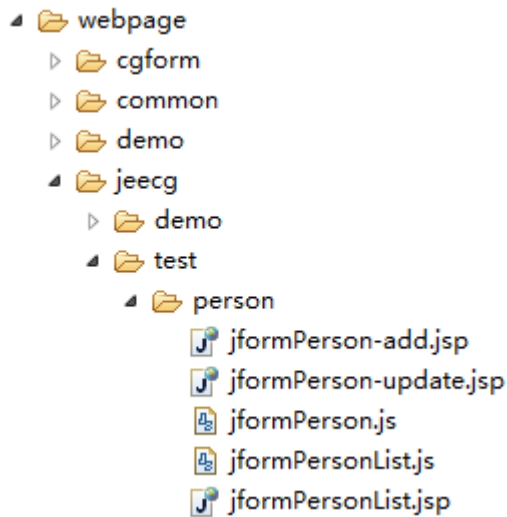 webpage
cgform
common
demo
jeecg
demo
test
person
jformPerson-add.jsp
jformPerson-update.jsp
jformPerson.js
jformPersonList.js
jformPersonList.jsp